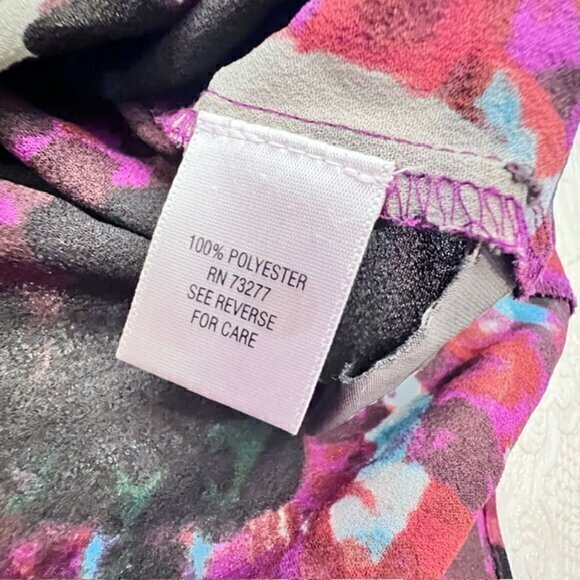 100% POLYESTER
RN 73277
SEE REVERSE
FOR CARE